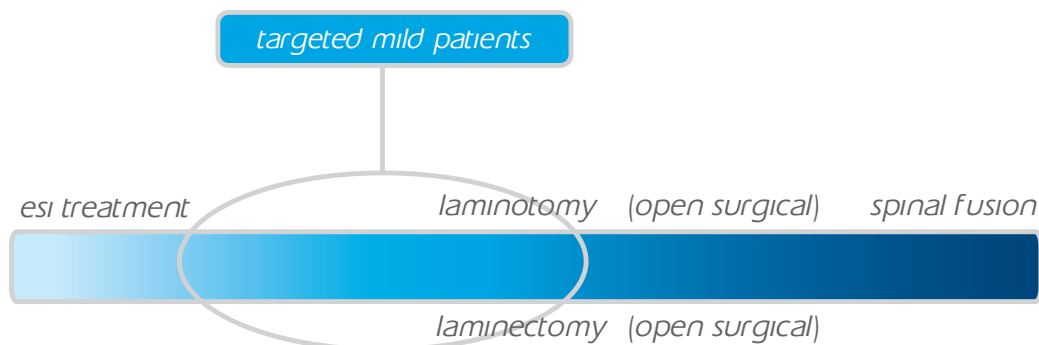 targeted mild patients
esi treatment laminotomy (open surgical) spinal fusion
laminectomy (open surgical)